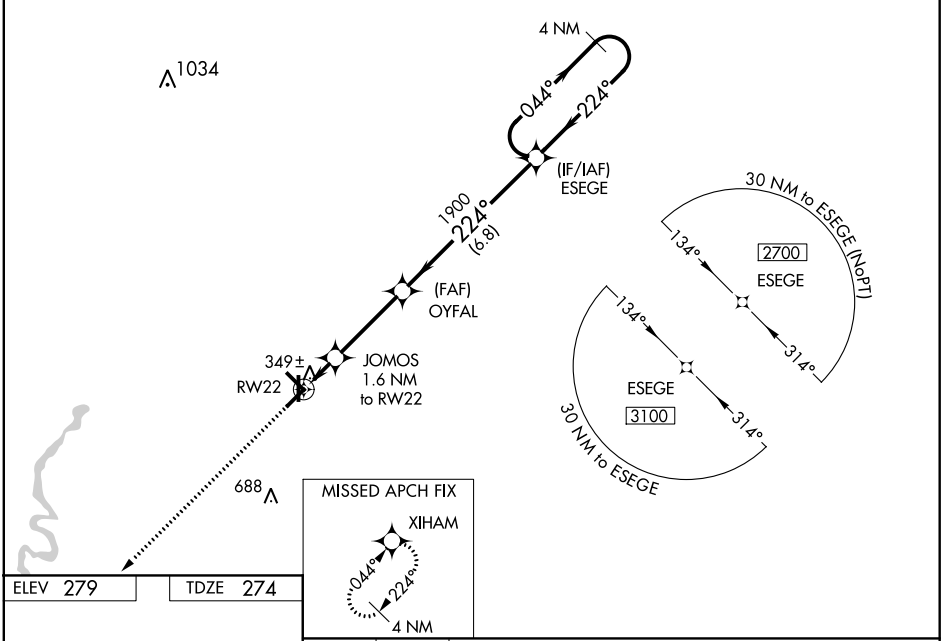 4 NM
1034
044°
224°
(IF/IAF)
ESEGE
1900
224°
(6.8)
30 NM to ESEGE (NoPT)
134°
2700
ESEGE
314°
(FAF)
OYFAL
134°
ESEGE
3100
314°
30 NM to ESEGE
349±
RW22
JOMOS
1.6 NM
to RW22
688
MISSED APCH FIX
XIHAM
044°
224°
4 NM
ELEV 279
TDZE 274